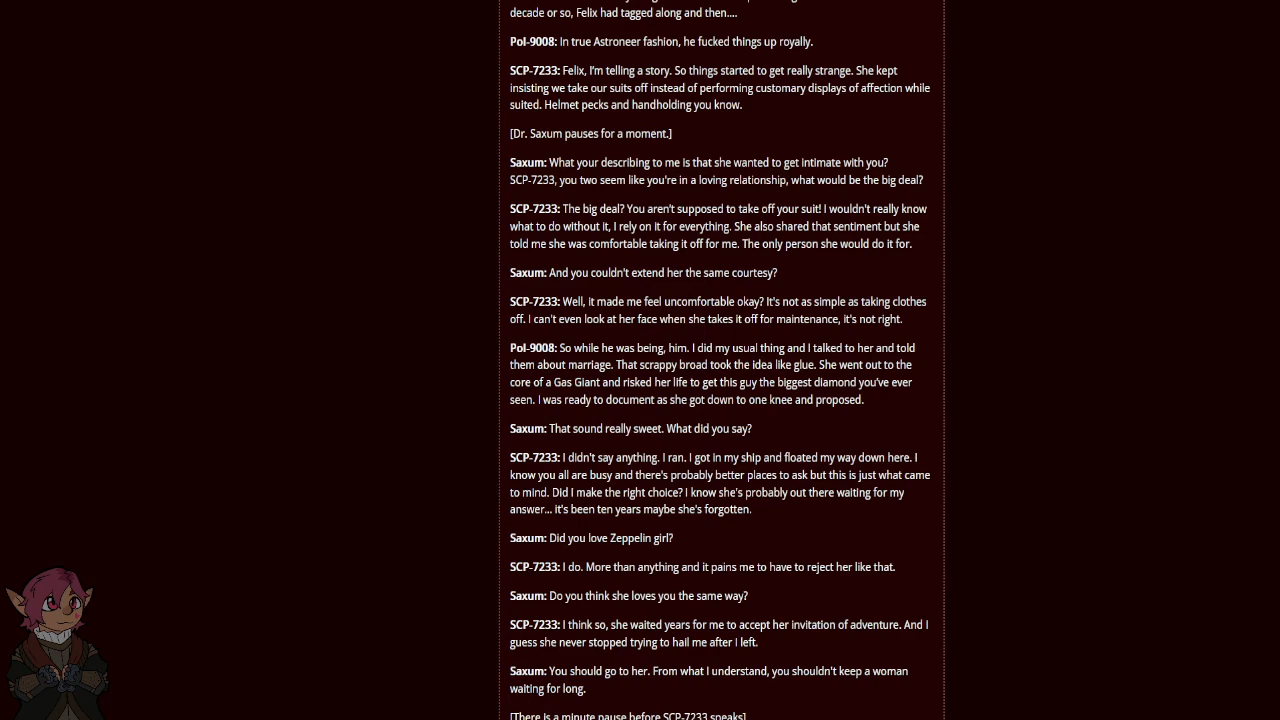 decade or so, Felix had tagged along and then....
Pol-9008: In true Astroneer fashion, he fucked things up royally.
SCP-7233: Felix, I'm telling a story. So things started to get really strange. She kept
insisting we take our suits off instead of performing customary displays of affection while
suited. Helmet pecks and handholding you know.
[Dr. Saxum pauses for a moment.]
Saxum: What your describing to me is that she wanted to get intimate with you?
SCP-7233, you two seem like you're in a loving relationship, what would be the big deal?
SCP-7233: The big deal? You aren't supposed to take off your suit! I wouldn't really know
what to do without it, I rely on it for everything. She also shared that sentiment but she
told me she was comfortable taking it off for me. The only person she would do it for.
Saxum: And you couldn't extend her the same courtesy?
SCP-7233: Well, it made me feel uncomfortable okay? It's not as simple as taking clothes
off. I can't even look at her face when she takes it off for maintenance, it's not right.
Pol-9008: So while he was being, him. I did my usual thing and I talked to her and told
them about marriage. That scrappy broad took the idea like glue. She went out to the
core of a Gas Giant and risked her life to get this guy the biggest diamond you've ever
seen. I was ready to document as she got down to one knee and proposed.
Saxum: That sound really sweet. What did you say?
SCP-7233: I didn't say anything. I ran. I got in my ship and floated my way down here. I
know you all are busy and there's probably better places to ask but this is just what came
to mind. Did I make the right choice? I know she's probably out there waiting for my
answer... it's been ten years maybe she's forgotten.
Saxum: Did you love Zeppelin girl?
SCP-7233: I do. More than anything and it pains me to have to reject her like that.
Saxum: Do you think she loves you the same way?
SCP-7233: I think so, she waited years for me to accept her invitation of adventure. And I
guess she never stopped trying to hail me after I left.
Saxum: You should go to her. From what I understand, you shouldn't keep a woman
waiting for long.
[There is a minute pause before SCP-7233 speaks]